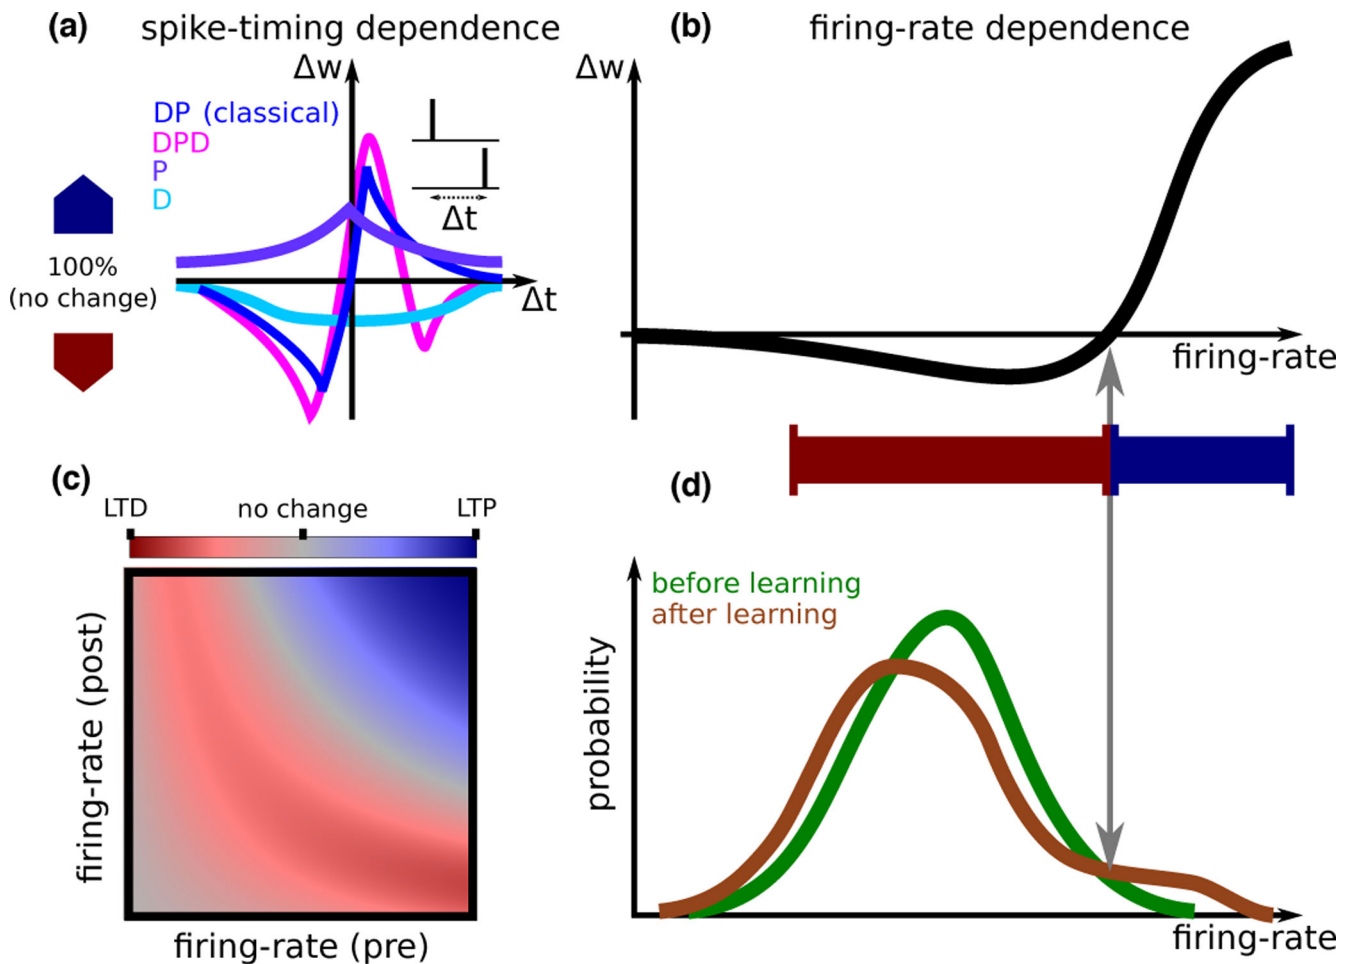 (a) spike-timing dependence
Δw
DP (classical)
DPD
P
D
Δt
100%
(no change)
Δt
(b) firing-rate dependence
Δw
firing-rate
(c)
LTD no change LTP
firing-rate (post)
firing-rate (pre)
(d)
before learning
after learning
probability
firing-rate